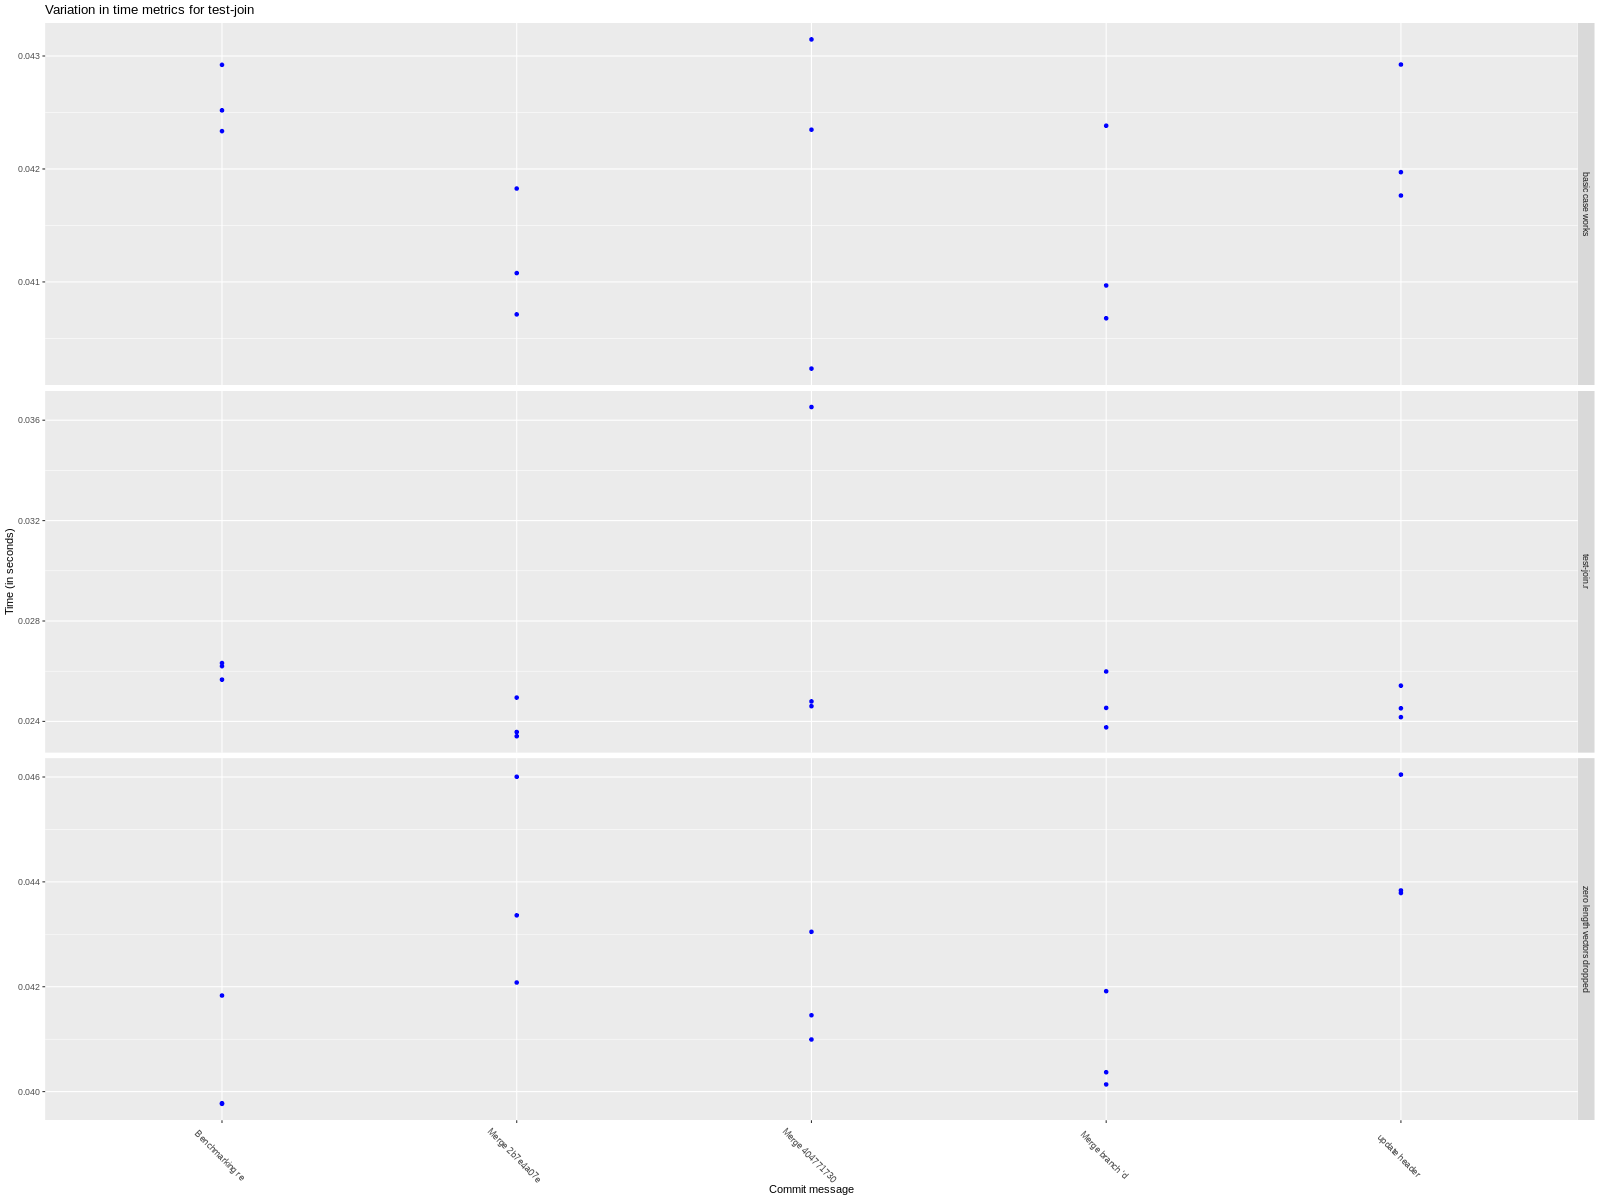 Variation in time metrics for test-join
0.043
0.042
0.041
basic case works
0.036
0.032
0.028
0.024
test-join.r
0.046
0.044
0.042
0.040
zero length vectors dropped
Time (in seconds)
Benchmarking r e
Merge 2b7e4a07e
Merge 404771730
Merge branch 'd
update header
Commit message